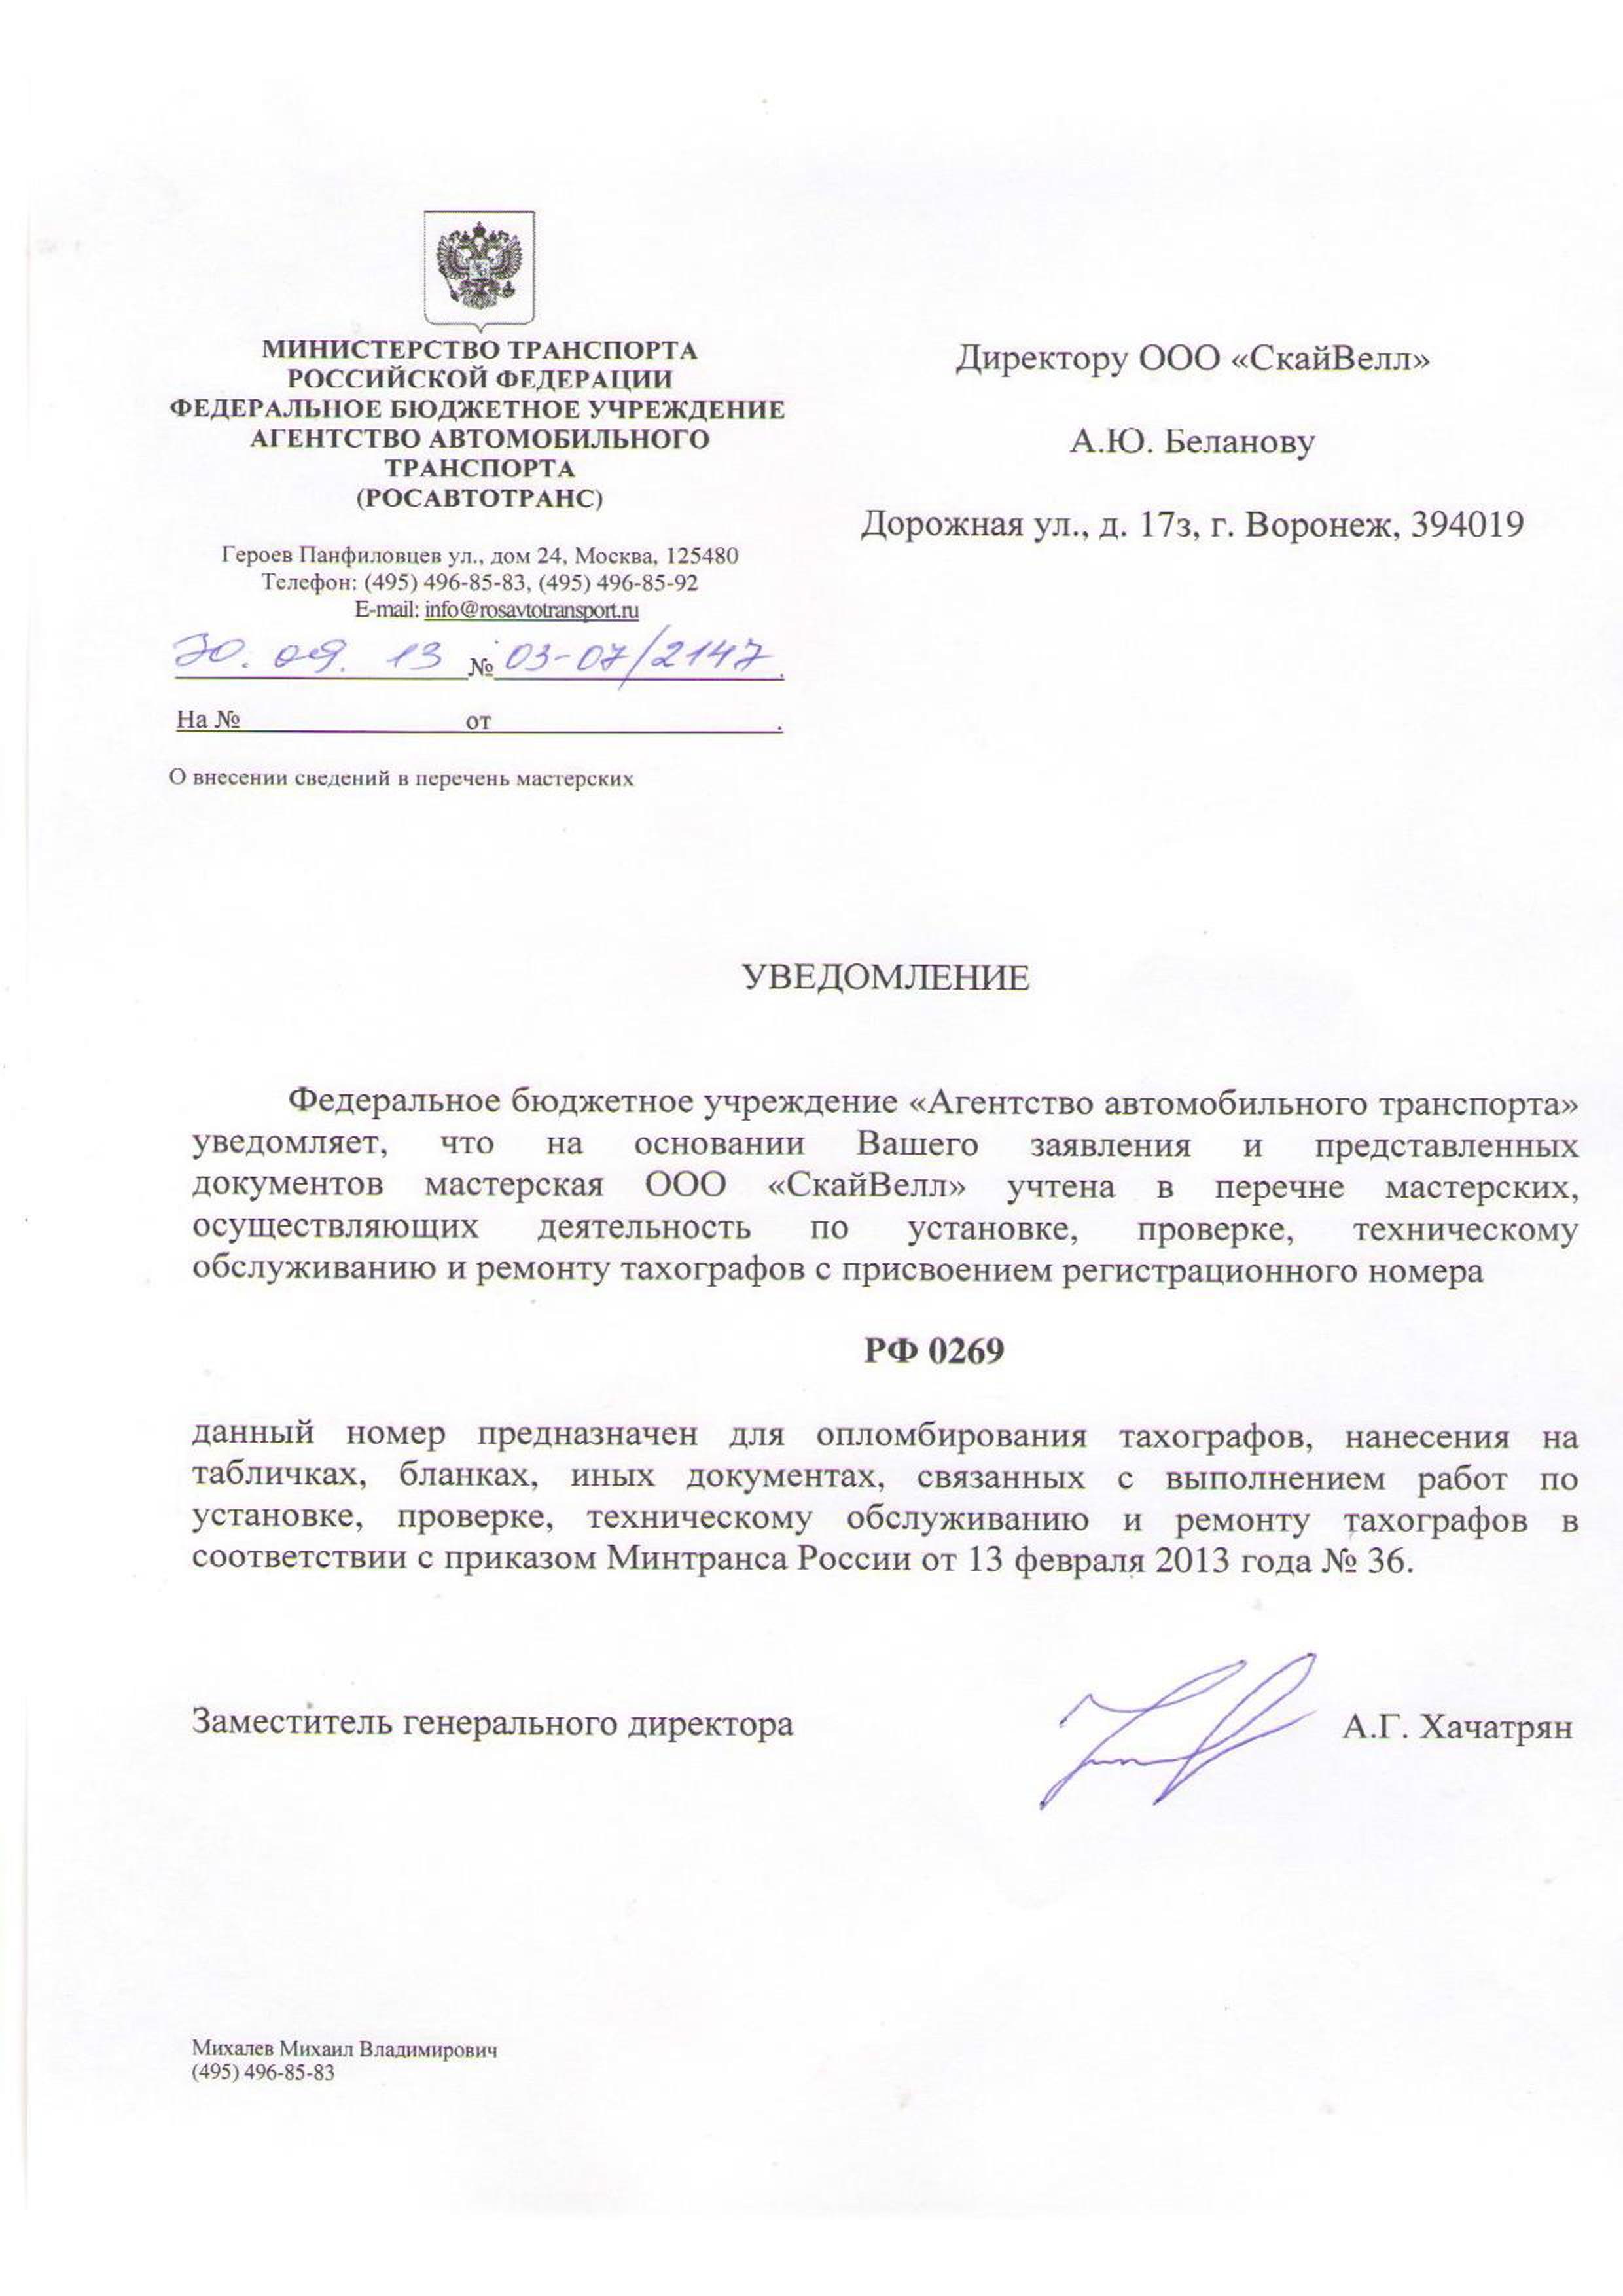 МИНИСТЕРСТВО ТРАНСПОРТА
РОССИЙСКОЙ ФЕДЕРАЦИИ
ФЕДЕРАЛЬНОЕ БЮДЖЕТНОЕ УЧРЕЖДЕНИЕ
АГЕНТСТВО АВТОМОБИЛЬНОГО
ТРАНСПОРТА
(РОСАВТОТРАНС)
Героев Панфиловцев ул., дом 24, Москва, 125480
Телефон: (495) 496-85-83, (495) 496-85-92
E-mail: info@rosavtotransport.ru
30.09.13 № 03-07/2147.
На № от .
О внесении сведений в перечень мастерских
Директору ООО «СкайВелл»
А.Ю. Беланову
Дорожная ул., д. 17з, г. Воронеж, 394019
УВЕДОМЛЕНИЕ
Федеральное бюджетное учреждение «Агентство автомобильного транспорта»
уведомляет, что на основании Вашего заявления и представленных
документов мастерская ООО «СкайВелл» учтена в перечне мастерских,
осуществляющих деятельность по установке, проверке, техническому
обслуживанию и ремонту тахографов с присвоением регистрационного номера
РФ 0269
данный номер предназначен для опломбирования тахографов, нанесения на
табличках, бланках, иных документах, связанных с выполнением работ по
установке, проверке, техническому обслуживанию и ремонту тахографов в
соответствии с приказом Минтранса России от 13 февраля 2013 года № 36.
Заместитель генерального директора А.Г. Хачатрян
Михалев Михаил Владимирович
(495) 496-85-83